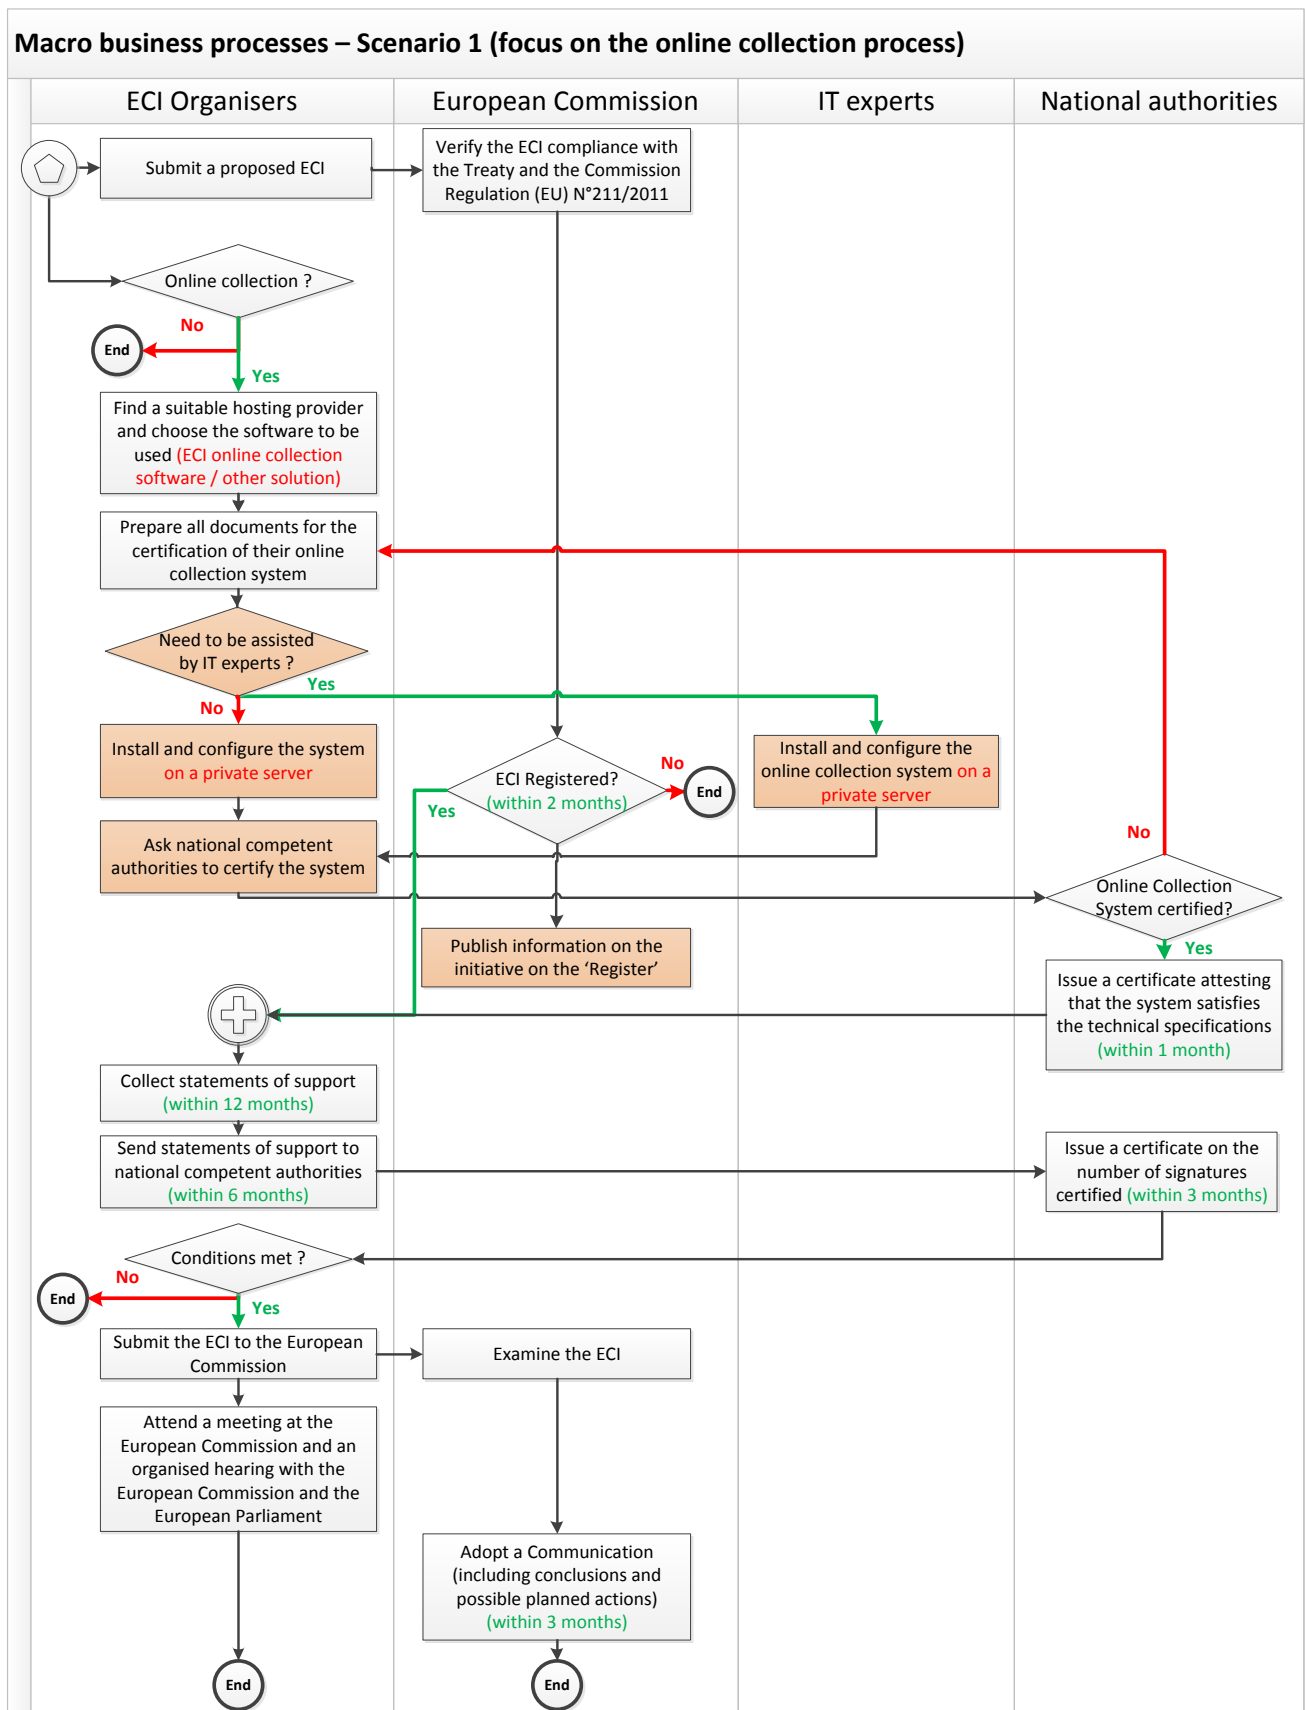 Macro business processes – Scenario 1 (focus on the online collection process)
ECI Organisers
European Commission
IT experts
National authorities
Submit a proposed ECI
Verify the ECI compliance with
the Treaty and the Commission
Regulation (EU) N°211/2011
Online collection ?
No
End
Yes
Find a suitable hosting provider
and choose the software to be
used (ECI online collection
software / other solution)
Prepare all documents for the
certification of their online
collection system
Need to be assisted
by IT experts ?
Yes
No
Install and configure the system
on a private server
ECI Registered?
(within 2 months)
No
End
Yes
Install and configure the
online collection system on a
private server
Ask national competent
authorities to certify the system
No
Online Collection
System certified?
Yes
Publish information on the
initiative on the ‘Register’
Issue a certificate attesting
that the system satisfies
the technical specifications
(within 1 month)
Collect statements of support
(within 12 months)
Send statements of support to
national competent authorities
(within 6 months)
Issue a certificate on the
number of signatures
certified (within 3 months)
Conditions met ?
No
End
Yes
Submit the ECI to the European
Commission
Examine the ECI
Attend a meeting at the
European Commission and an
organised hearing with the
European Commission and the
European Parliament
Adopt a Communication
(including conclusions and
possible planned actions)
(within 3 months)
End
End